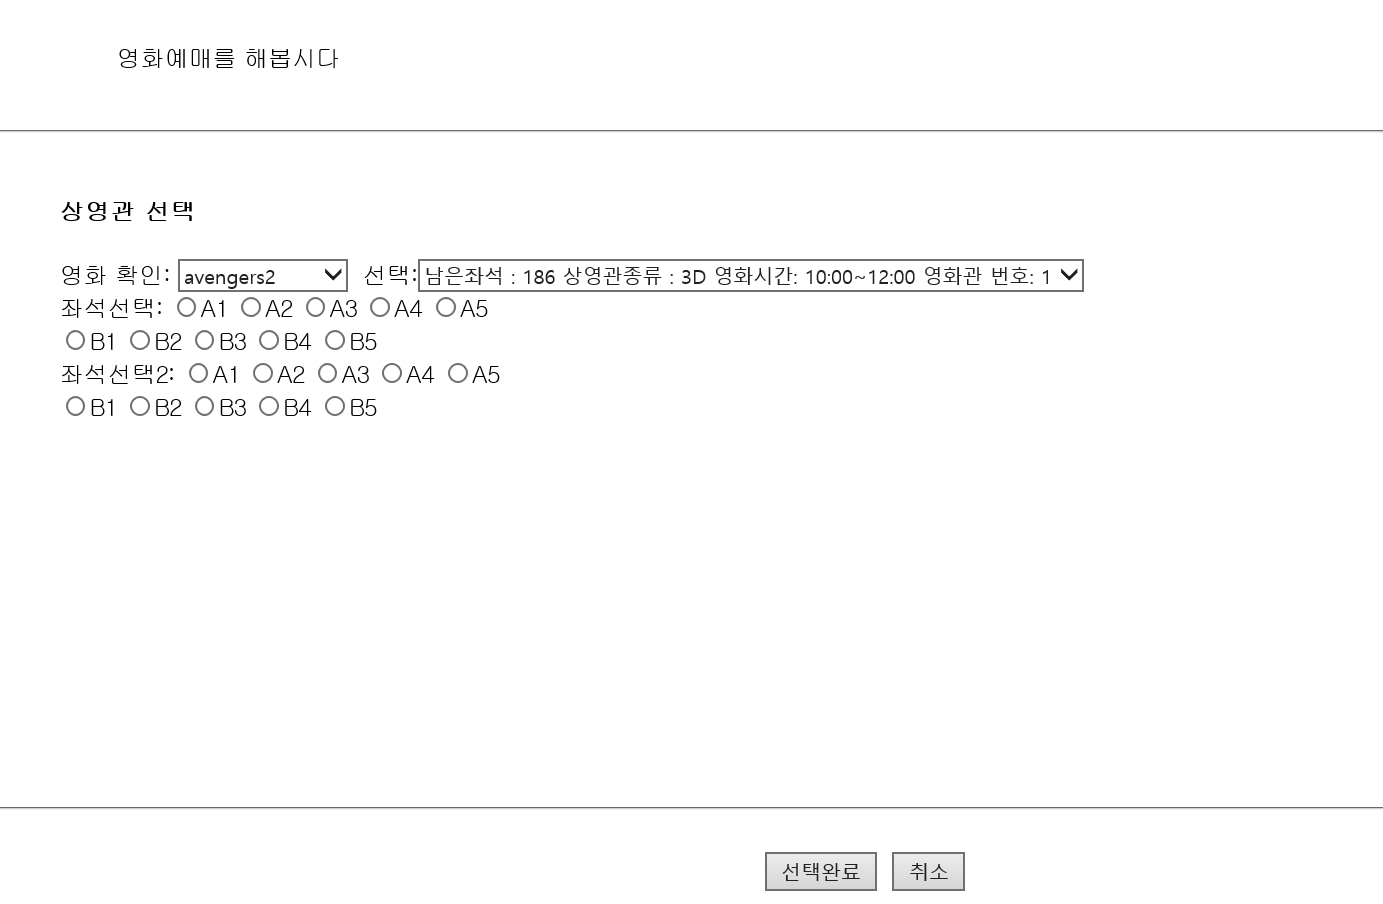 영화예매를 해봅시다
상영관 선택
영화 확인: avengers2 선택: 남은좌석 : 186 상영관종류 : 3D 영화시간: 10:00~12:00 영화관 번호: 1
좌석선택: A1 A2 A3 A4 A5
B1 B2 B3 B4 B5
좌석선택2: A1 A2 A3 A4 A5
B1 B2 B3 B4 B5
선택완료 취소